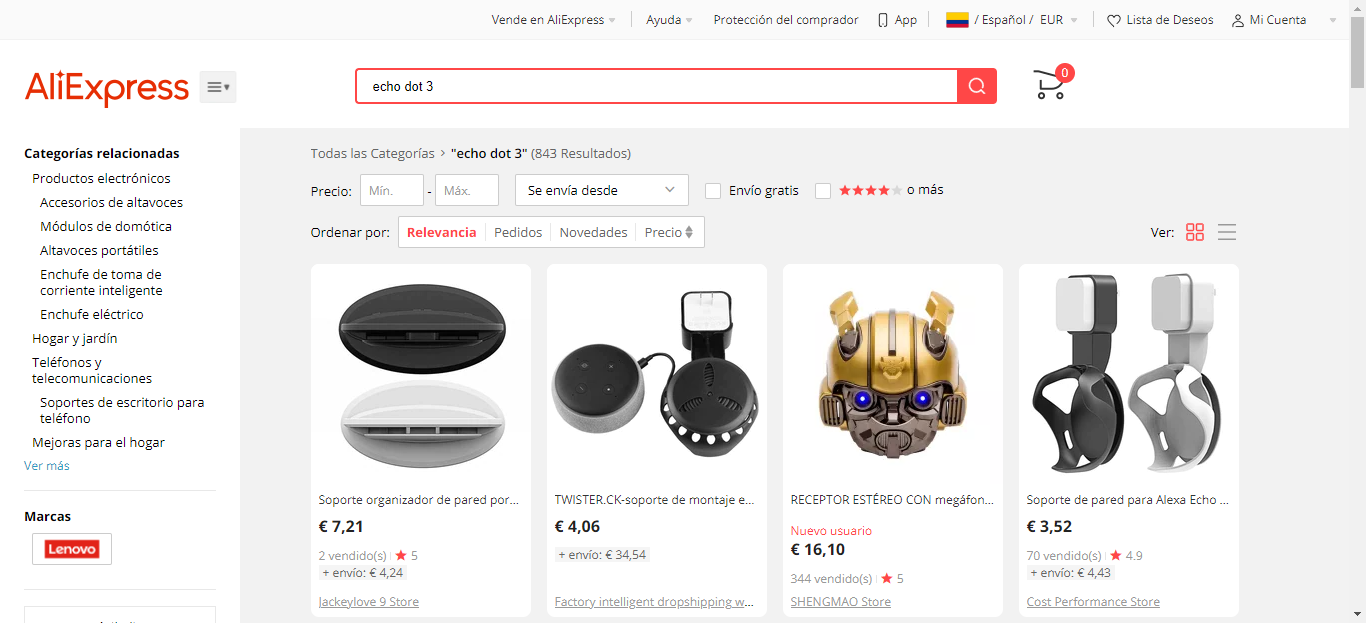 Vende en AliExpress
Ayuda
Protección del comprador
App
/ Español / EUR
Lista de Deseos
Mi Cuenta
AliExpress
echo dot 3
0
Categorías relacionadas
Productos electrónicos
Accesorios de altavoces
Módulos de domótica
Altavoces portátiles
Enchufe de toma de
corriente inteligente
Enchufe eléctrico
Hogar y jardín
Teléfonos y
telecomunicaciones
Soportes de escritorio para
teléfono
Mejoras para el hogar
Ver más
Marcas
Lenovo
Todas las Categorías > "echo dot 3" (843 Resultados)
Precio: Mín. - Máx. Se envía desde Envío gratis o más
Ordenar por: Relevancia Pedidos Novedades Precio
Ver:
Soporte organizador de pared por...
€ 7,21
2 vendido(s) 5
+ envío: € 4,24
Jackeylove 9 Store
TWISTER.CK-soporte de montaje e...
€ 4,06
+ envío: € 34,54
Factory intelligent dropshipping w...
RECEPTOR ESTÉREO CON megáfon...
Nuevo usuario
€ 16,10
344 vendido(s) 5
SHENGMAO Store
Soporte de pared para Alexa Echo ...
€ 3,52
70 vendido(s) 4.9
+ envío: € 4,43
Cost Performance Store